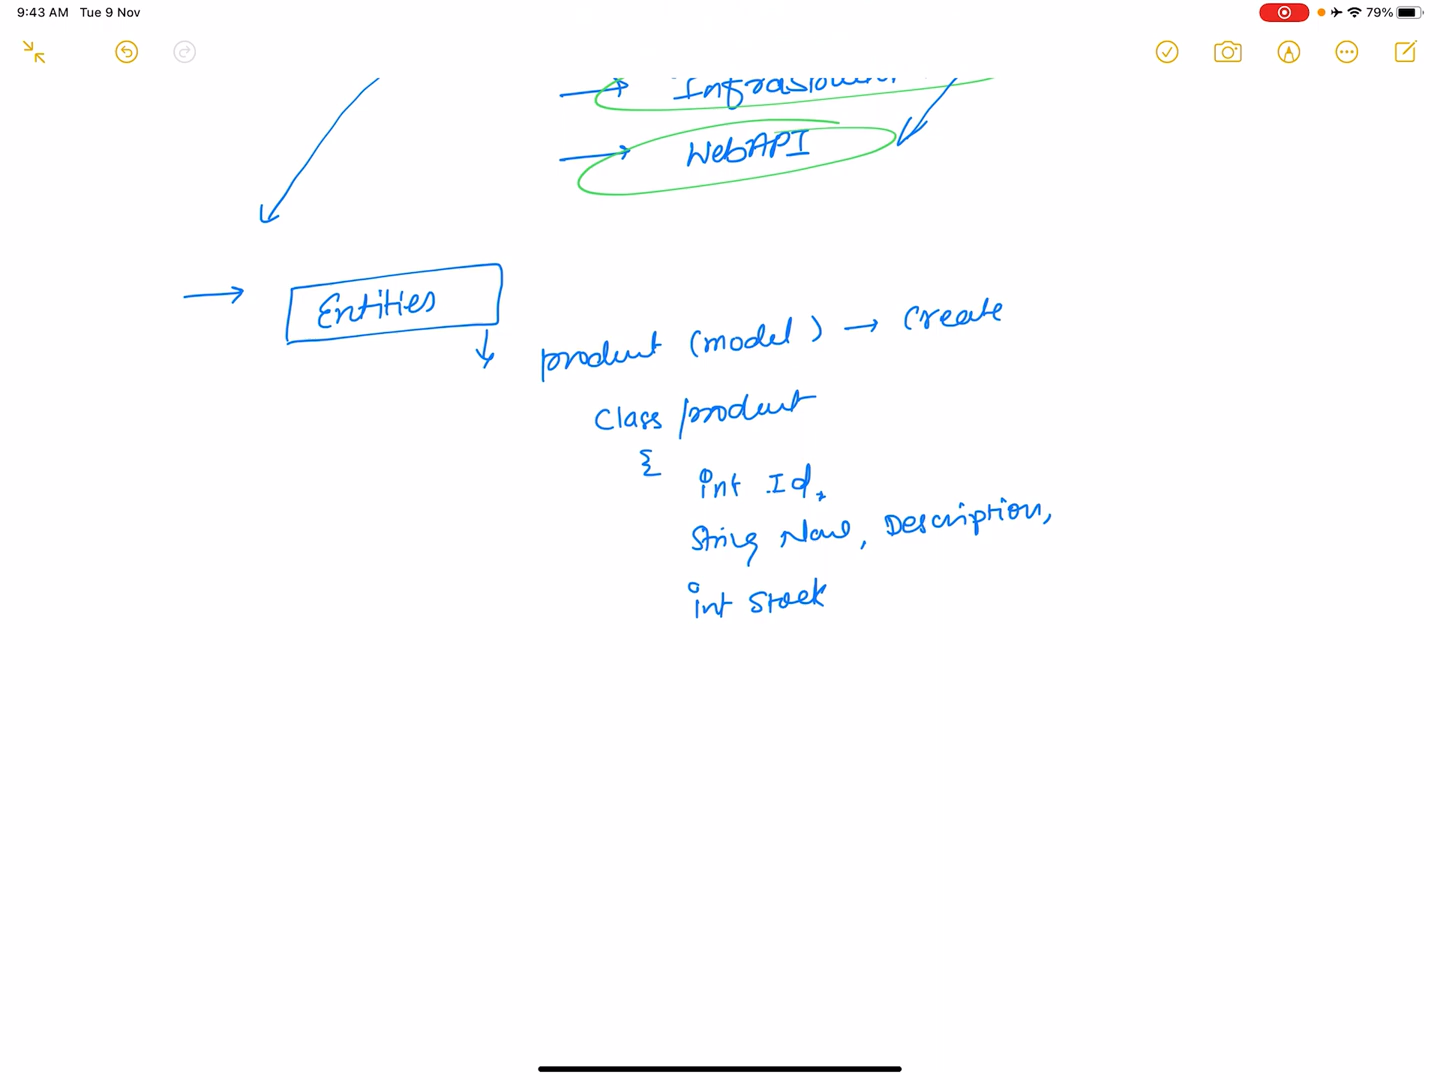 9:43 AM Tue 9 Nov 79%
WebAPI
Entities
product (model) → Create
Class product
{
int Id,
String Name, Description,
int Stock